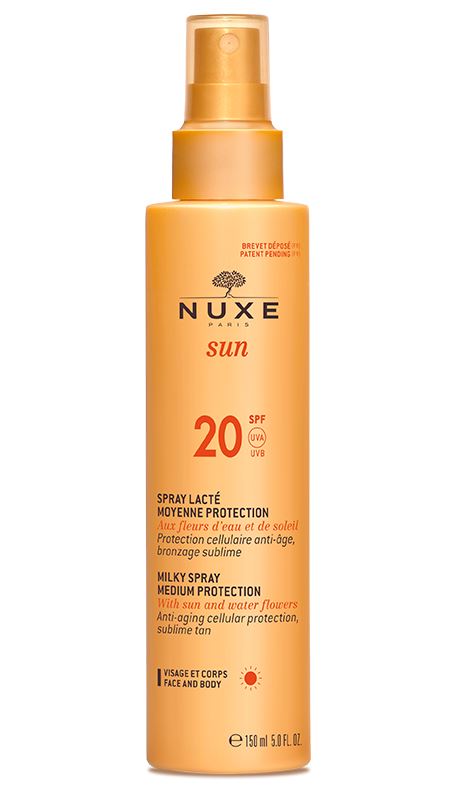 BREVET DÉPOSÉ (FR)
PATENT PENDING (FR)
NUXE
PARIS
sun
20 SPF
UVA
UVB
SPRAY LACTÉ
MOYENNE PROTECTION
Aux fleurs d'eau et de soleil
Protection cellulaire anti-âge,
bronzage sublime
MILKY SPRAY
MEDIUM PROTECTION
With sun and water flowers
Anti-aging cellular protection,
sublime tan
VISAGE ET CORPS
FACE AND BODY
℮ 150 ml 5.0 FL. OZ.